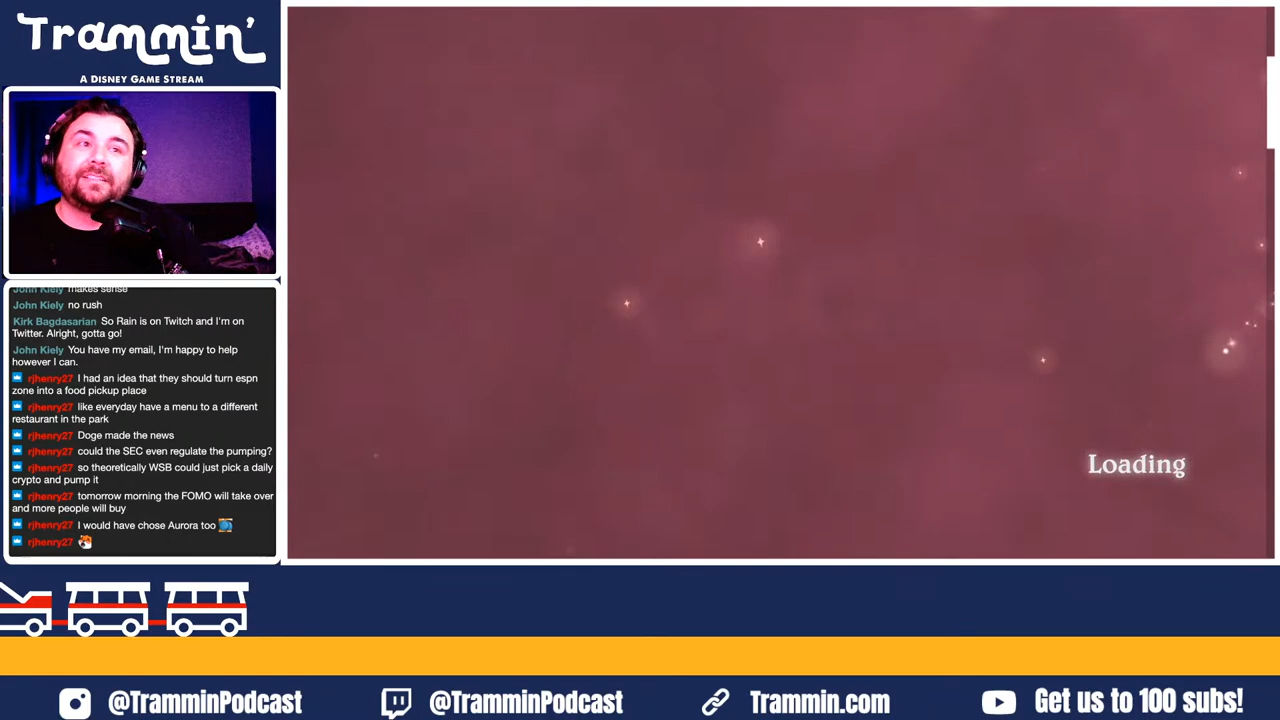 Trammin'
A DISNEY GAME STREAM
John Kiely makes sense
John Kiely no rush
Kirk Bagdasarian So Rain is on Twitch and I'm on
Twitter. Alright, gotta go!
John Kiely You have my email, I'm happy to help
however I can.
rjhenry27 I had an idea that they should turn espn
zone into a food pickup place
rjhenry27 like everyday have a menu to a different
restaurant in the park
rjhenry27 Doge made the news
rjhenry27 could the SEC even regulate the pumping?
rjhenry27 so theoretically WSB could just pick a daily
crypto and pump it
rjhenry27 tomorrow morning the FOMO will take over
and more people will buy
rjhenry27 I would have chose Aurora too
rjhenry27
Loading
@TramminPodcast
@TramminPodcast
Trammin.com
Get us to 100 subs!